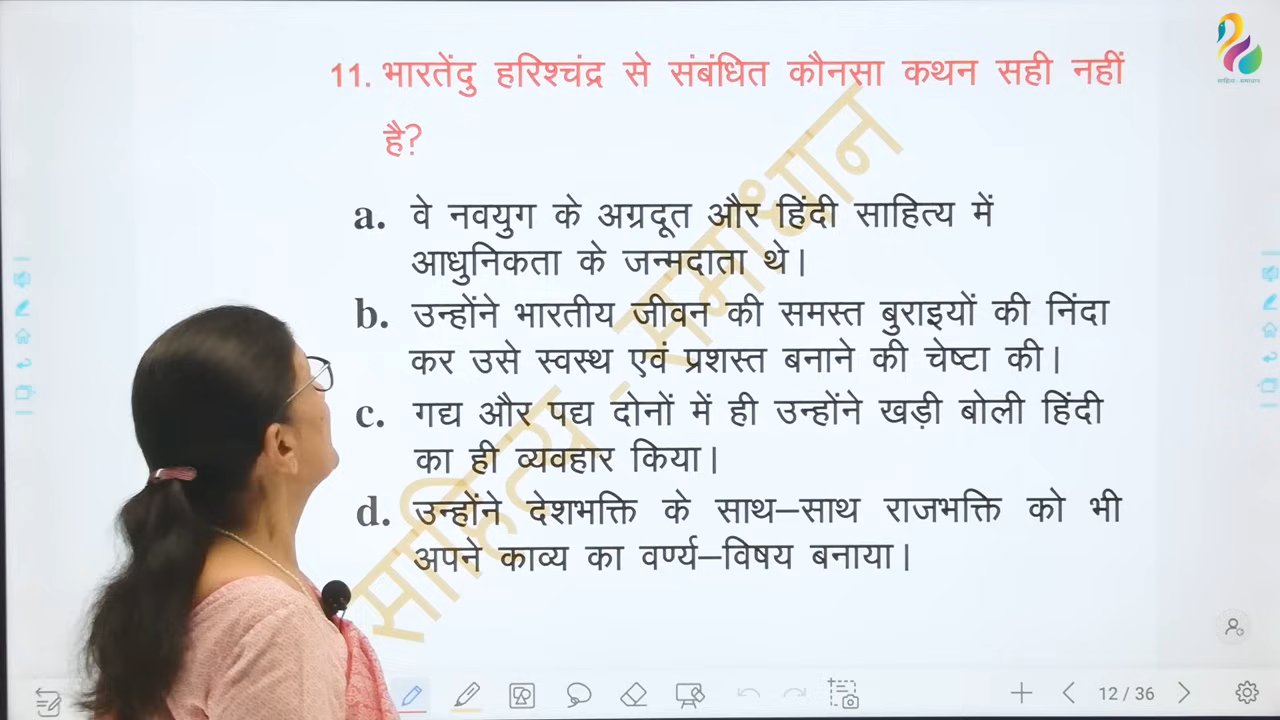 साहित्य - समाधान
11. भारतेंदु हरिश्चंद्र से संबंधित कौनसा कथन सही नहीं
है?
a. वे नवयुग के अग्रदूत और हिंदी साहित्य में
आधुनिकता के जन्मदाता थे।
b. उन्होंने भारतीय जीवन की समस्त बुराइयों की निंदा
कर उसे स्वस्थ एवं प्रशस्त बनाने की चेष्टा की।
c. गद्य और पद्य दोनों में ही उन्होंने खड़ी बोली हिंदी
का ही व्यवहार किया।
d. उन्होंने देशभक्ति के साथ–साथ राजभक्ति को भी
अपने काव्य का वर्ण्य–विषय बनाया।
साहित्य - समाधान
12 / 36